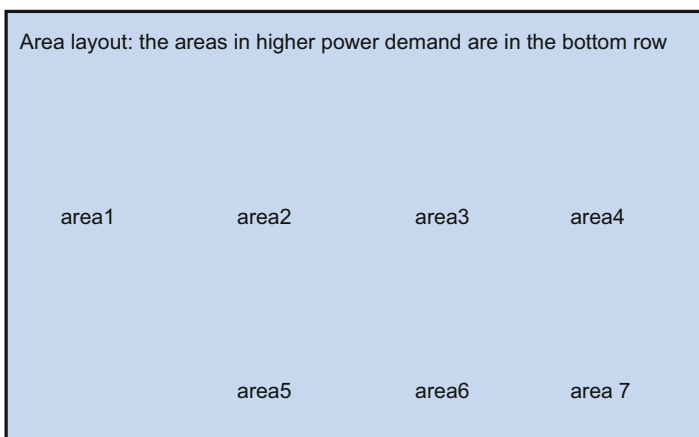 Area layout: the areas in higher power demand are in the bottom row
area1 area2 area3 area4
area5 area6 area 7